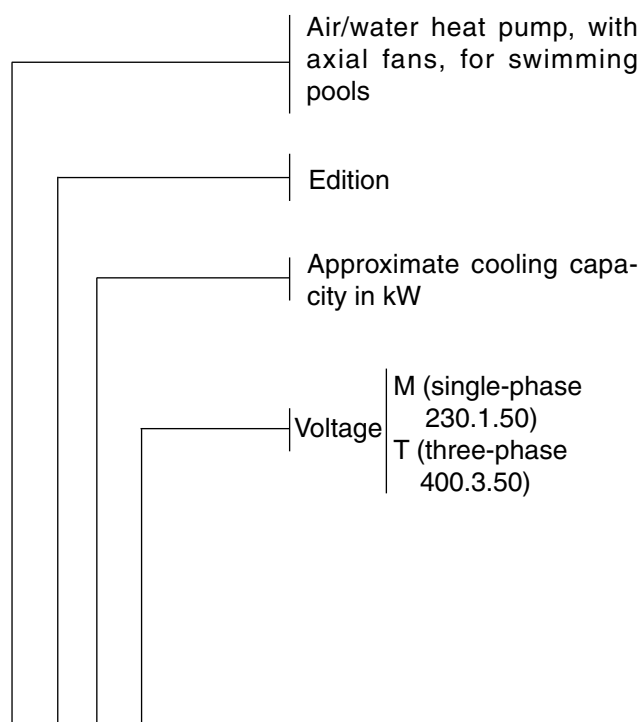 Air/water heat pump, with
axial fans, for swimming
pools
Edition
Approximate cooling capa-
city in kW
Voltage
M (single-phase
230.1.50)
T (three-phase
400.3.50)